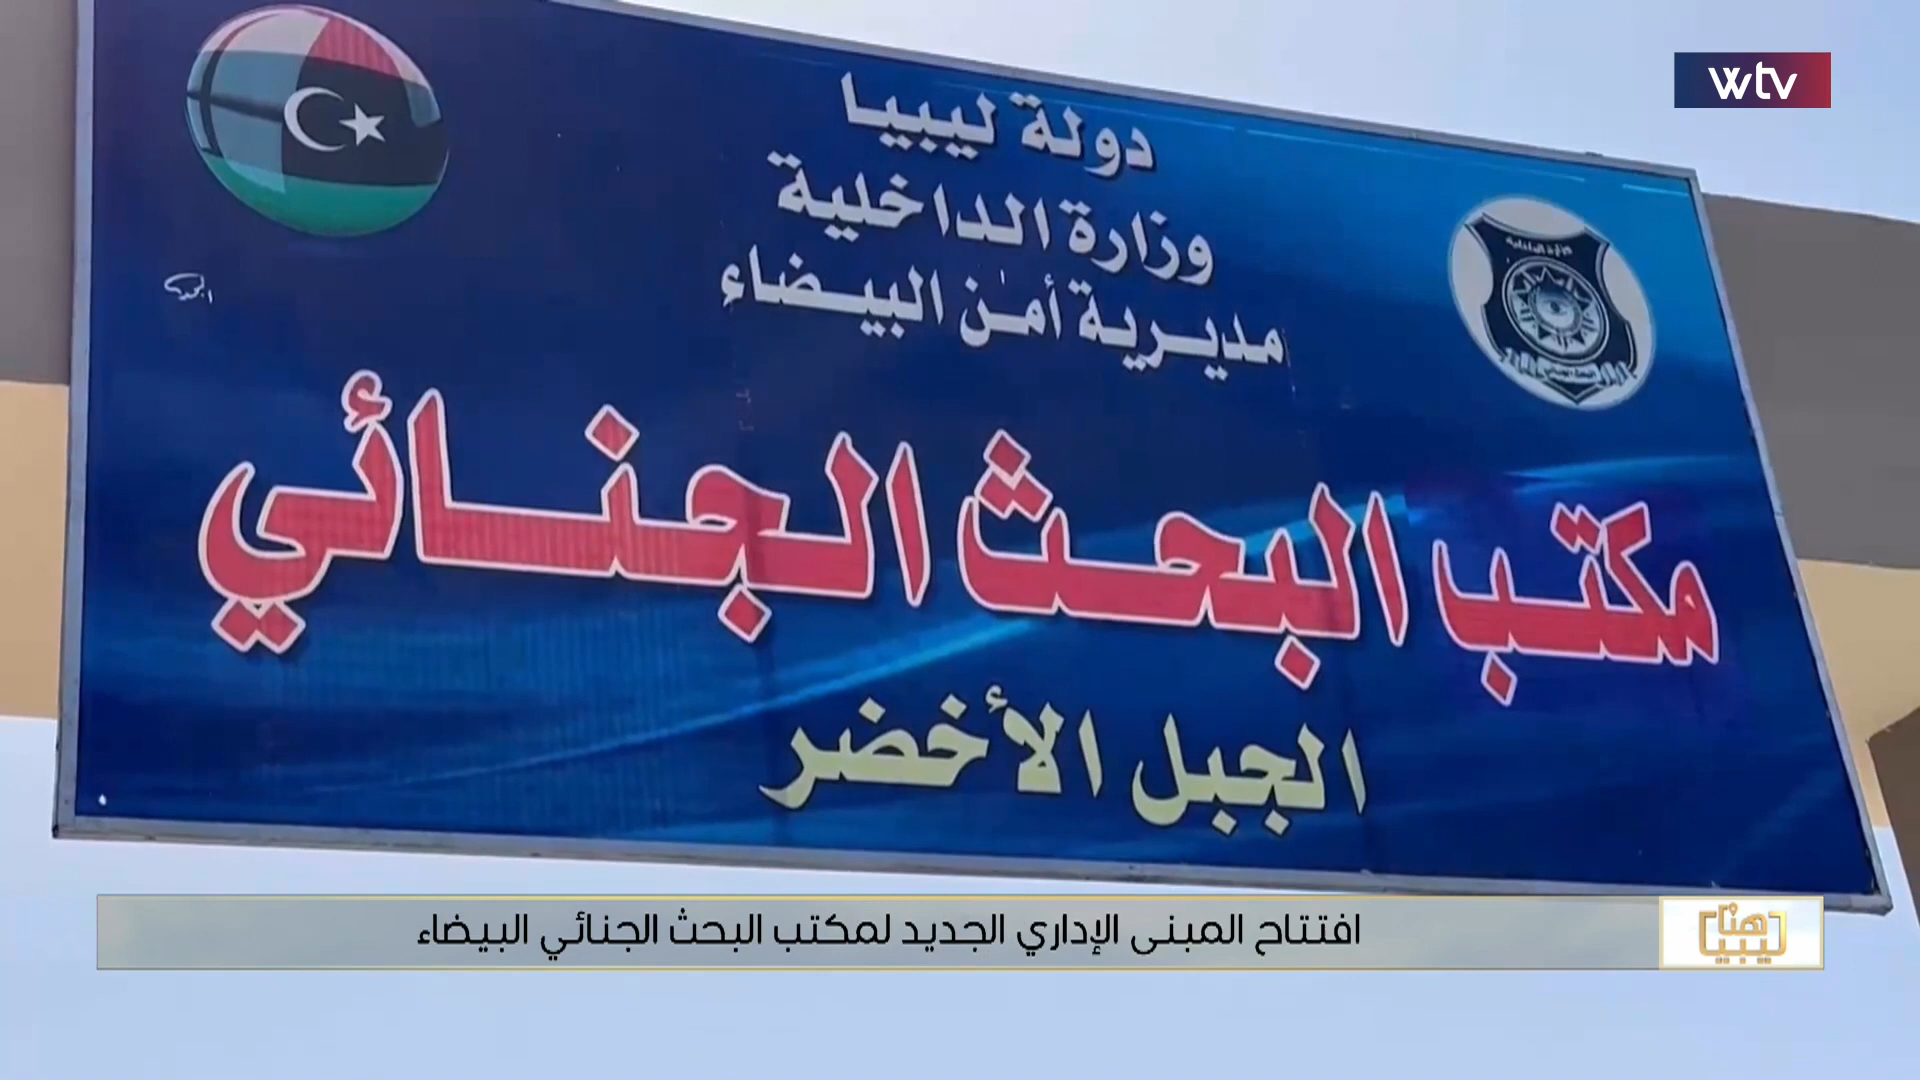 wtv
دولة ليبيا
وزارة الداخلية
مديرية أمن البيضاء
مكتب البحث الجنائي
الجبل الأخضر
افتتاح المبنى الإداري الجديد لمكتب البحث الجنائي البيضاء
هنا
ليبيا